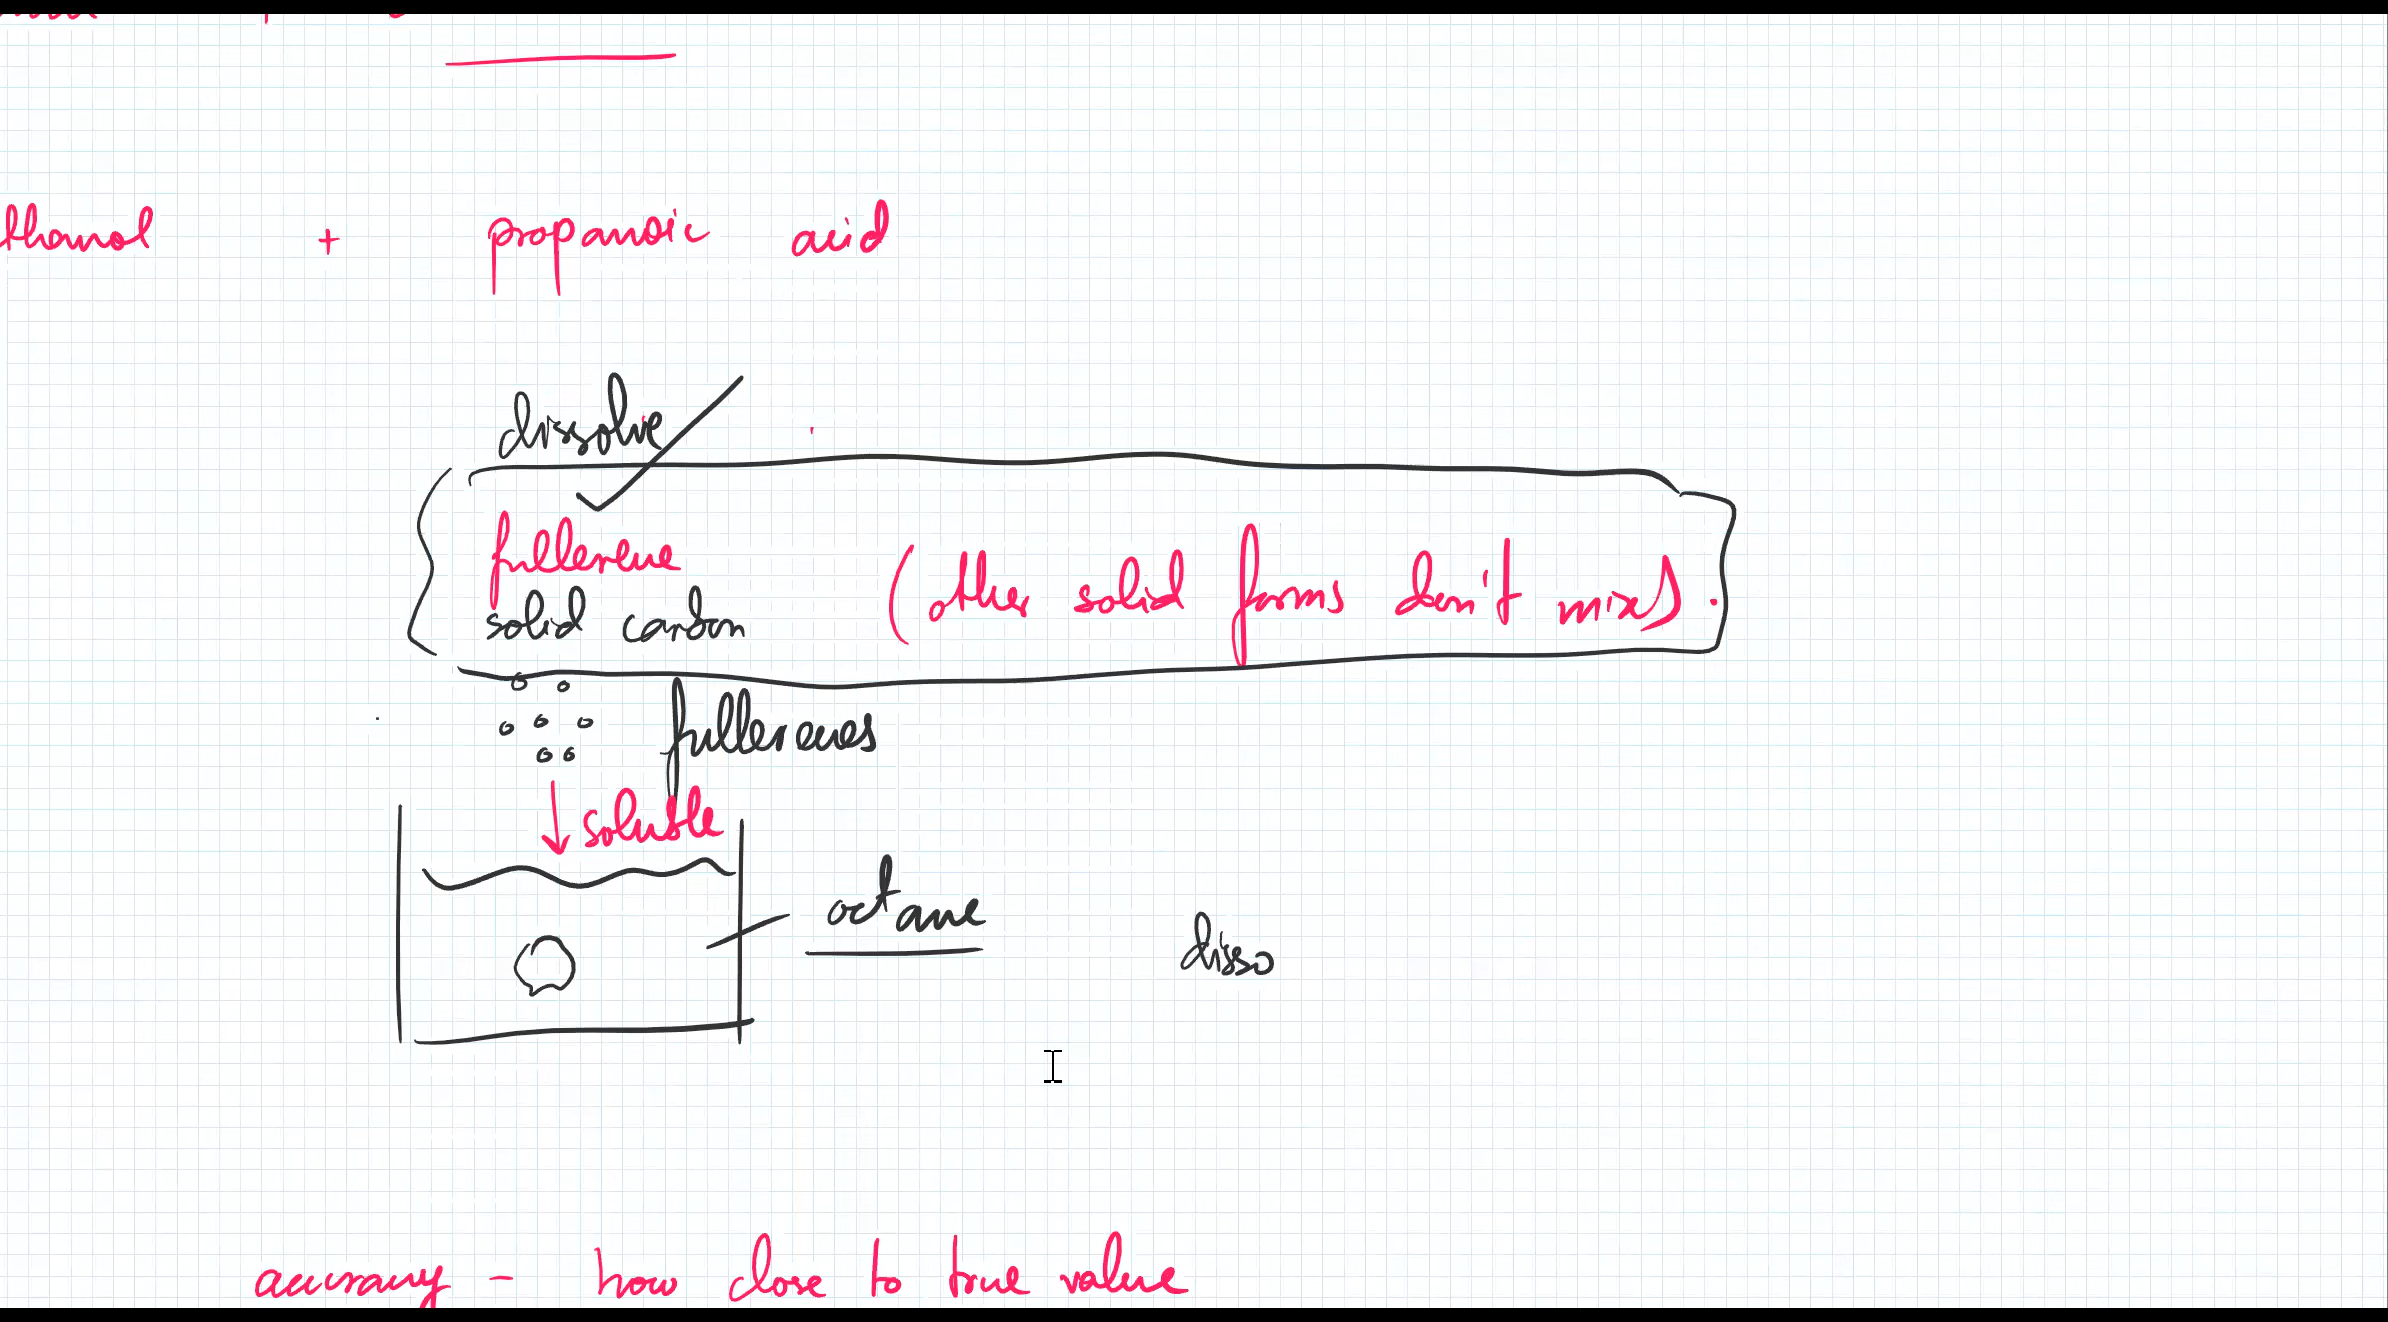 thanol + propanoic acid
dissolve
fullerene
solid carbon (other solid forms don't mix).
fullerenes
soluble
octane
disso
accuracy - how close to true value